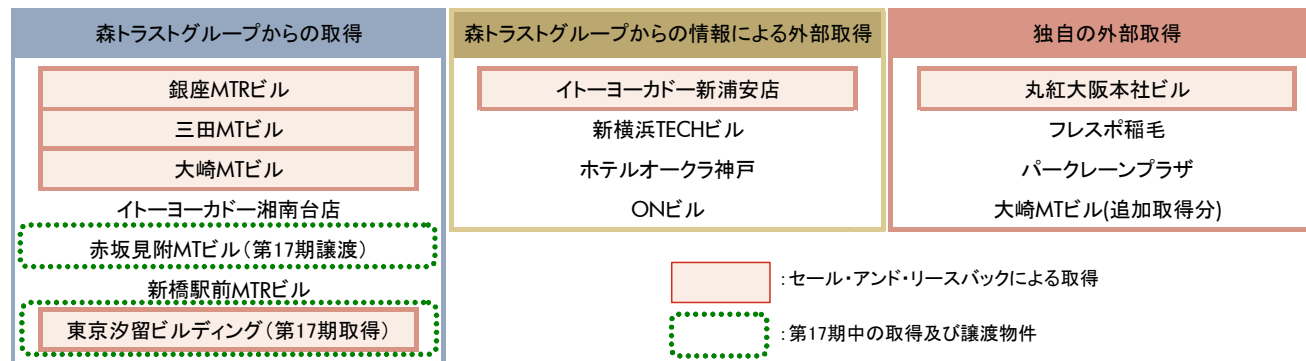 森トラストグループからの取得
銀座MTRビル
三田MTビル
大崎MTビル
イトーヨーカドー湘南台店
赤坂見附MTビル(第17期譲渡)
新橋駅前MTRビル
東京汐留ビルディング(第17期取得)
森トラストグループからの情報による外部取得
イトーヨーカドー新浦安店
新横浜TECHビル
ホテルオークラ神戸
ONビル
独自の外部取得
丸紅大阪本社ビル
フレスポ稲毛
パークレーンプラザ
大崎MTビル(追加取得分)
:セール・アンド・リースバックによる取得
:第17期中の取得及び譲渡物件